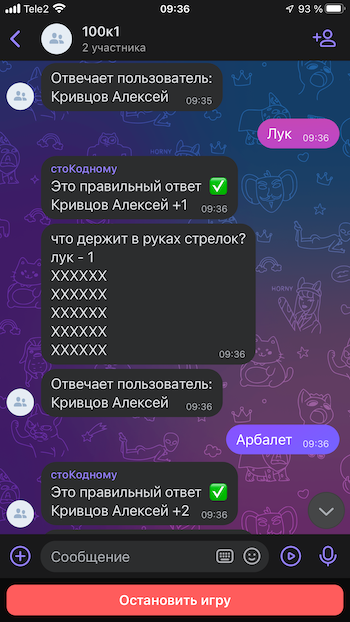 Tele2 09:36 93 %
100к1
2 участника
Отвечает пользователь:
Кривцов Алексей 09:35
Лук 09:36
стоКодному
Это правильный ответ ✅
Кривцов Алексей +1 09:36
что держит в руках стрелок?
лук - 1
XXXXXX
XXXXXX
XXXXXX
XXXXXX
XXXXXX
09:36
Отвечает пользователь:
Кривцов Алексей 09:36
Арбалет 09:36
стоКодному
Это правильный ответ ✅
Кривцов Алексей +2 09:36
Сообщение
Остановить игру
HORNY
HORNY